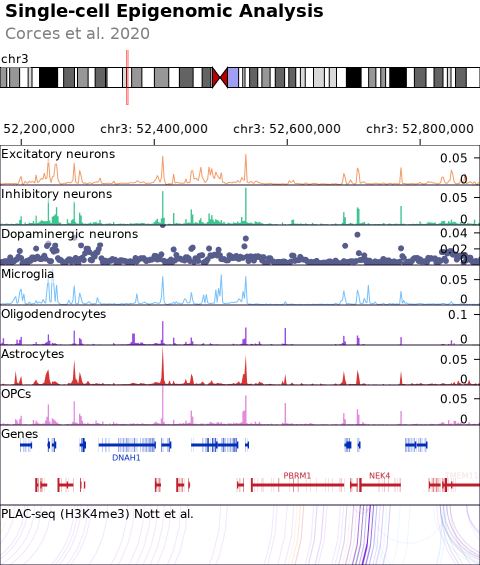 Single-cell Epigenomic Analysis
Corces et al. 2020
chr3
52,200,000 chr3: 52,400,000 chr3: 52,600,000 chr3: 52,800,000
Excitatory neurons 0.05
0
Inhibitory neurons 0.05
0
Dopaminergic neurons 0.04
0.02
0
Microglia 0.05
0
Oligodendrocytes 0.1
0
Astrocytes 0.05
0
OPCs 0.05
0
Genes
DNAH1
PBRM1 NEK4 TMEM110
PLAC-seq (H3K4me3) Nott et al.